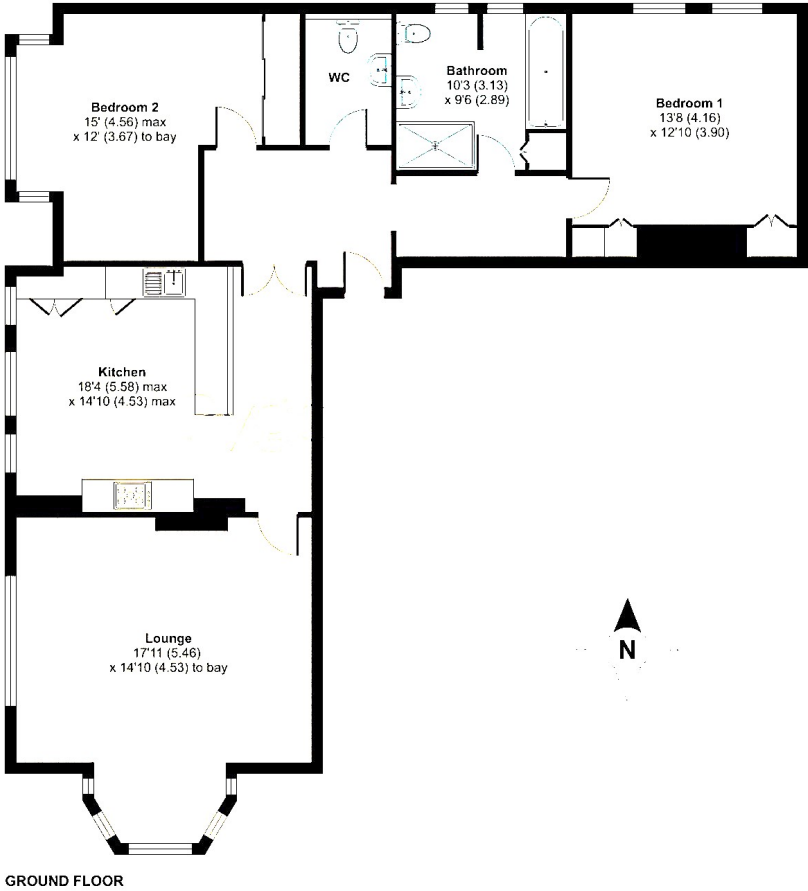 Bedroom 2
15' (4.56) max
x 12' (3.67) to bay
WC
Bathroom
10'3 (3.13)
x 9'6 (2.89)
Bedroom 1
13'8 (4.16)
x 12'10 (3.90)
Kitchen
18'4 (5.58) max
x 14'10 (4.53) max
Lounge
17'11 (5.46)
x 14'10 (4.53) to bay
N
GROUND FLOOR